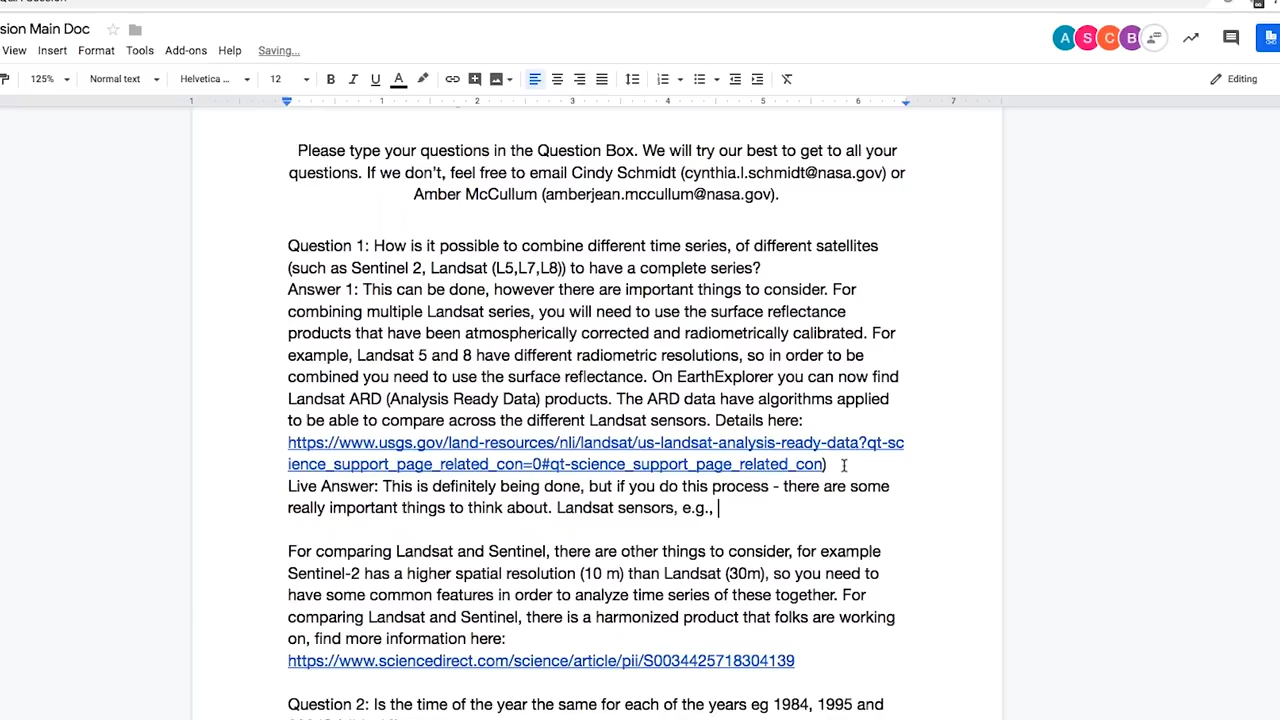 sion Main Doc
View Insert Format Tools Add-ons Help Saving...
A S C B
125% Normal text Helvetica ... 12 B I U A Editing
1 1 2 3 4 5 6 7
Please type your questions in the Question Box. We will try our best to get to all your
questions. If we don't, feel free to email Cindy Schmidt (cynthia.l.schmidt@nasa.gov) or
Amber McCullum (amberjean.mccullum@nasa.gov).
Question 1: How is it possible to combine different time series, of different satellites
(such as Sentinel 2, Landsat (L5,L7,L8)) to have a complete series?
Answer 1: This can be done, however there are important things to consider. For
combining multiple Landsat series, you will need to use the surface reflectance
products that have been atmospherically corrected and radiometrically calibrated. For
example, Landsat 5 and 8 have different radiometric resolutions, so in order to be
combined you need to use the surface reflectance. On EarthExplorer you can now find
Landsat ARD (Analysis Ready Data) products. The ARD data have algorithms applied
to be able to compare across the different Landsat sensors. Details here:
https://www.usgs.gov/land-resources/nli/landsat/us-landsat-analysis-ready-data?qt-sc
ience_support_page_related_con=0#qt-science_support_page_related_con)
Live Answer: This is definitely being done, but if you do this process - there are some
really important things to think about. Landsat sensors, e.g.,
For comparing Landsat and Sentinel, there are other things to consider, for example
Sentinel-2 has a higher spatial resolution (10 m) than Landsat (30m), so you need to
have some common features in order to analyze time series of these together. For
comparing Landsat and Sentinel, there is a harmonized product that folks are working
on, find more information here:
https://www.sciencedirect.com/science/article/pii/S0034425718304139
Question 2: Is the time of the year the same for each of the years eg 1984, 1995 and